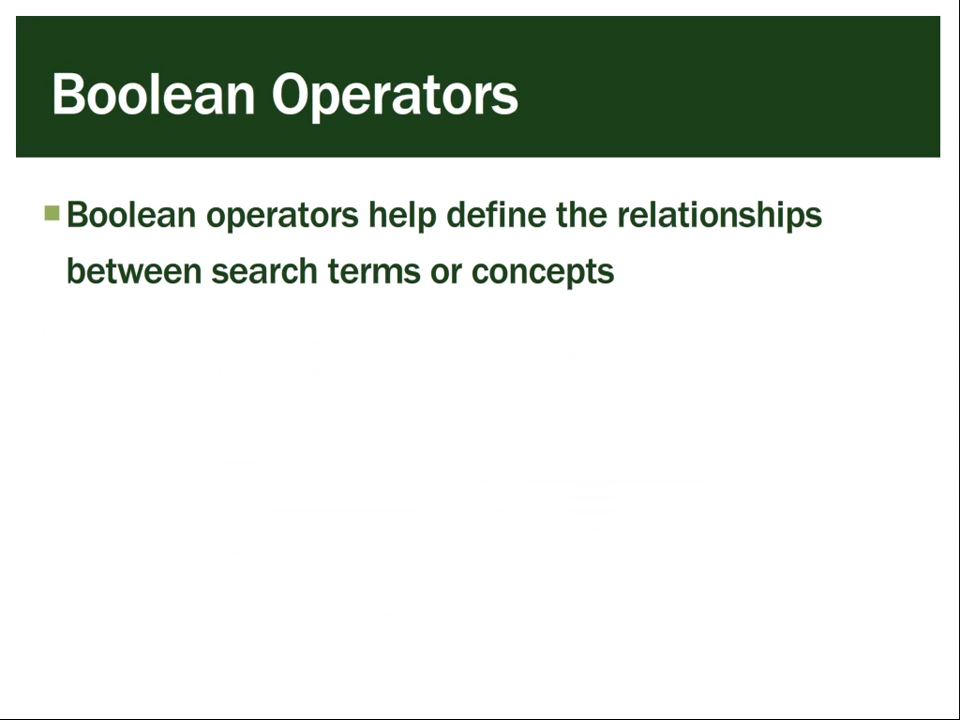 Boolean Operators
Boolean operators help define the relationships
between search terms or concepts